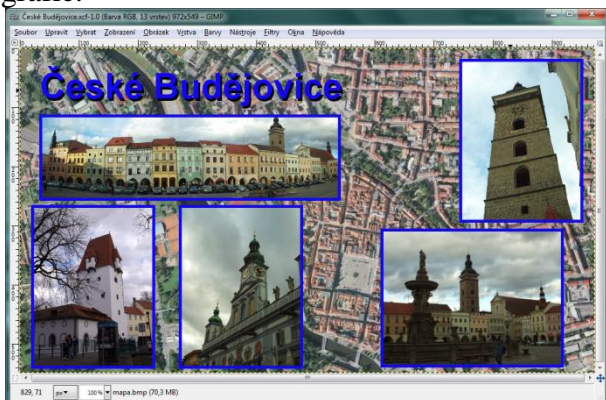 České Budějovice.xcf-1.0 (Barva RGB, 13 vrstev) 972x549 – GIMP
Soubor Upravit Vybrat Zobrazení Obrázek Vrstva Barvy Nástroje Filtry Okna Nápověda
České Budějovice
829, 71 px 100% mapa.bmp (70,3 MB)